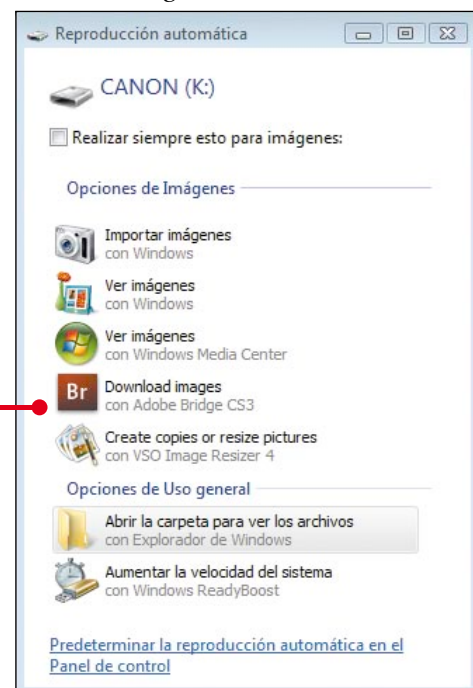 Reproducción automática
CANON (K:)
Realizar siempre esto para imágenes:
Opciones de Imágenes
Importar imágenes
con Windows
Ver imágenes
con Windows
Ver imágenes
con Windows Media Center
Br
Download images
con Adobe Bridge CS3
Create copies or resize pictures
con VSO Image Resizer 4
Opciones de Uso general
Abrir la carpeta para ver los archivos
con Explorador de Windows
Aumentar la velocidad del sistema
con Windows ReadyBoost
Predeterminar la reproducción automática en el
Panel de control